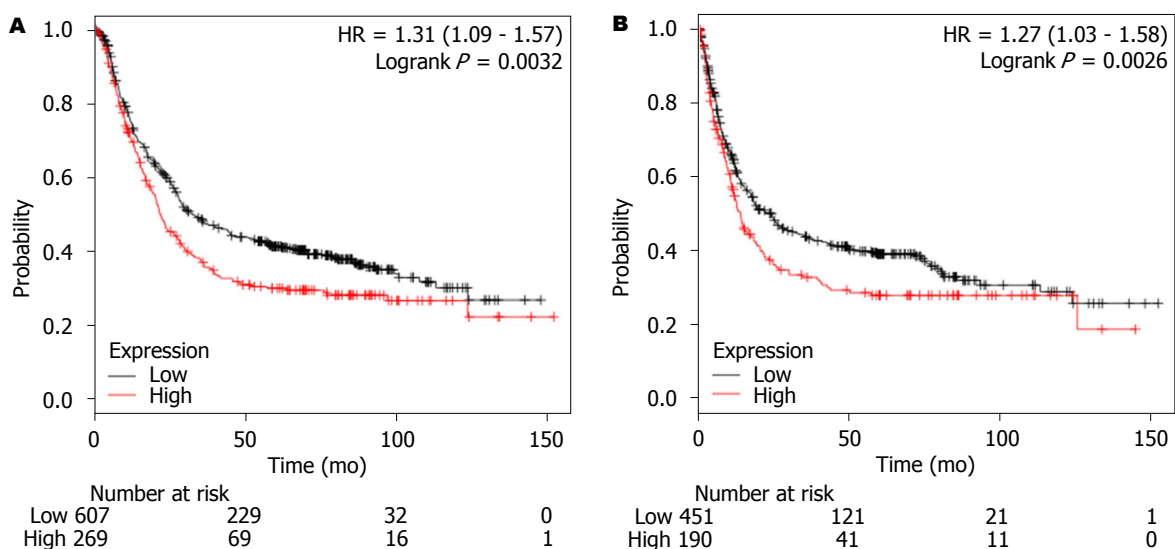 A
HR = 1.31 (1.09 - 1.57)
Logrank P = 0.0032
Probability
1.0
0.8
0.6
0.4
0.2
0.0
Expression
Low
High
0 50 100 150
Time (mo)
Number at risk
Low 607 229 32 0
High 269 69 16 1
B
HR = 1.27 (1.03 - 1.58)
Logrank P = 0.0026
Probability
1.0
0.8
0.6
0.4
0.2
0.0
Expression
Low
High
0 50 100 150
Time (mo)
Number at risk
Low 451 121 21 1
High 190 41 11 0